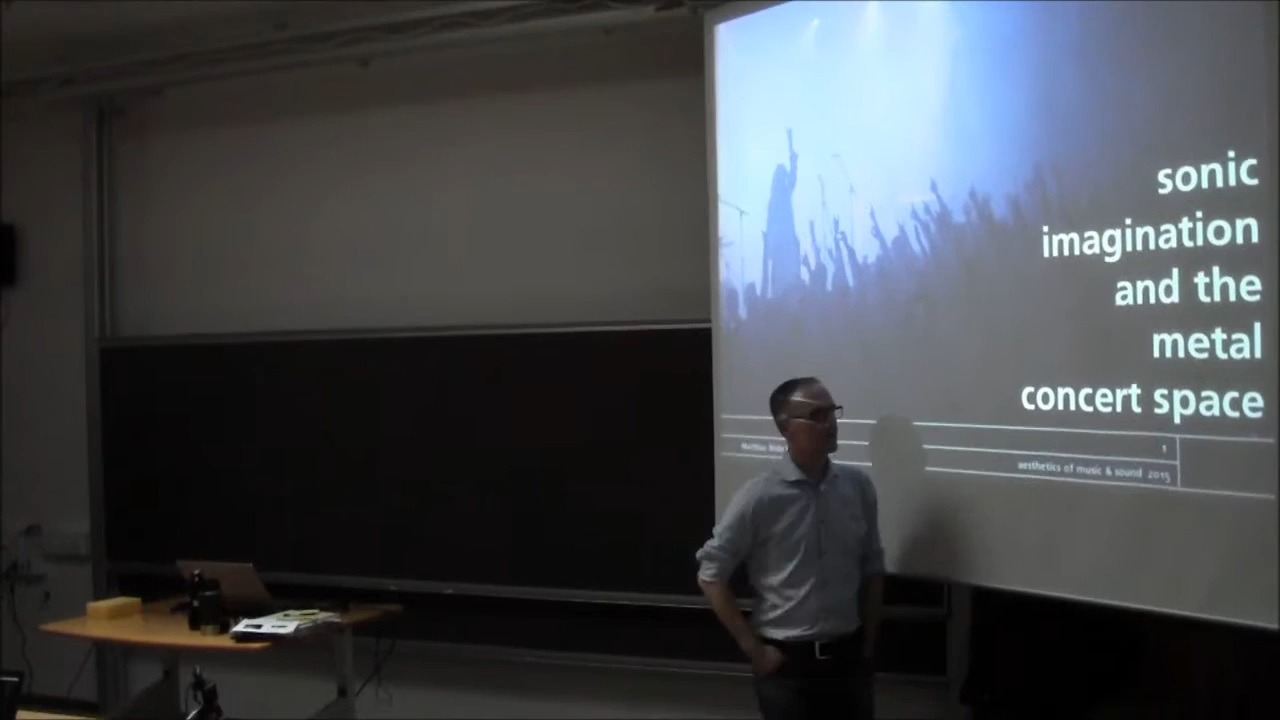 sonic
imagination
and the
metal
concert space
1
aesthetics of music & sound 2015